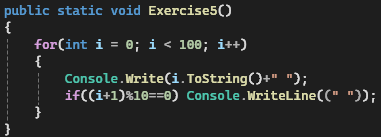 public static void Exercise5()
{
    for(int i = 0; i < 100; i++)
    {
        Console.Write(i.ToString()+" ");
        if((i+1)%10==0) Console.WriteLine((" "));
    }
}